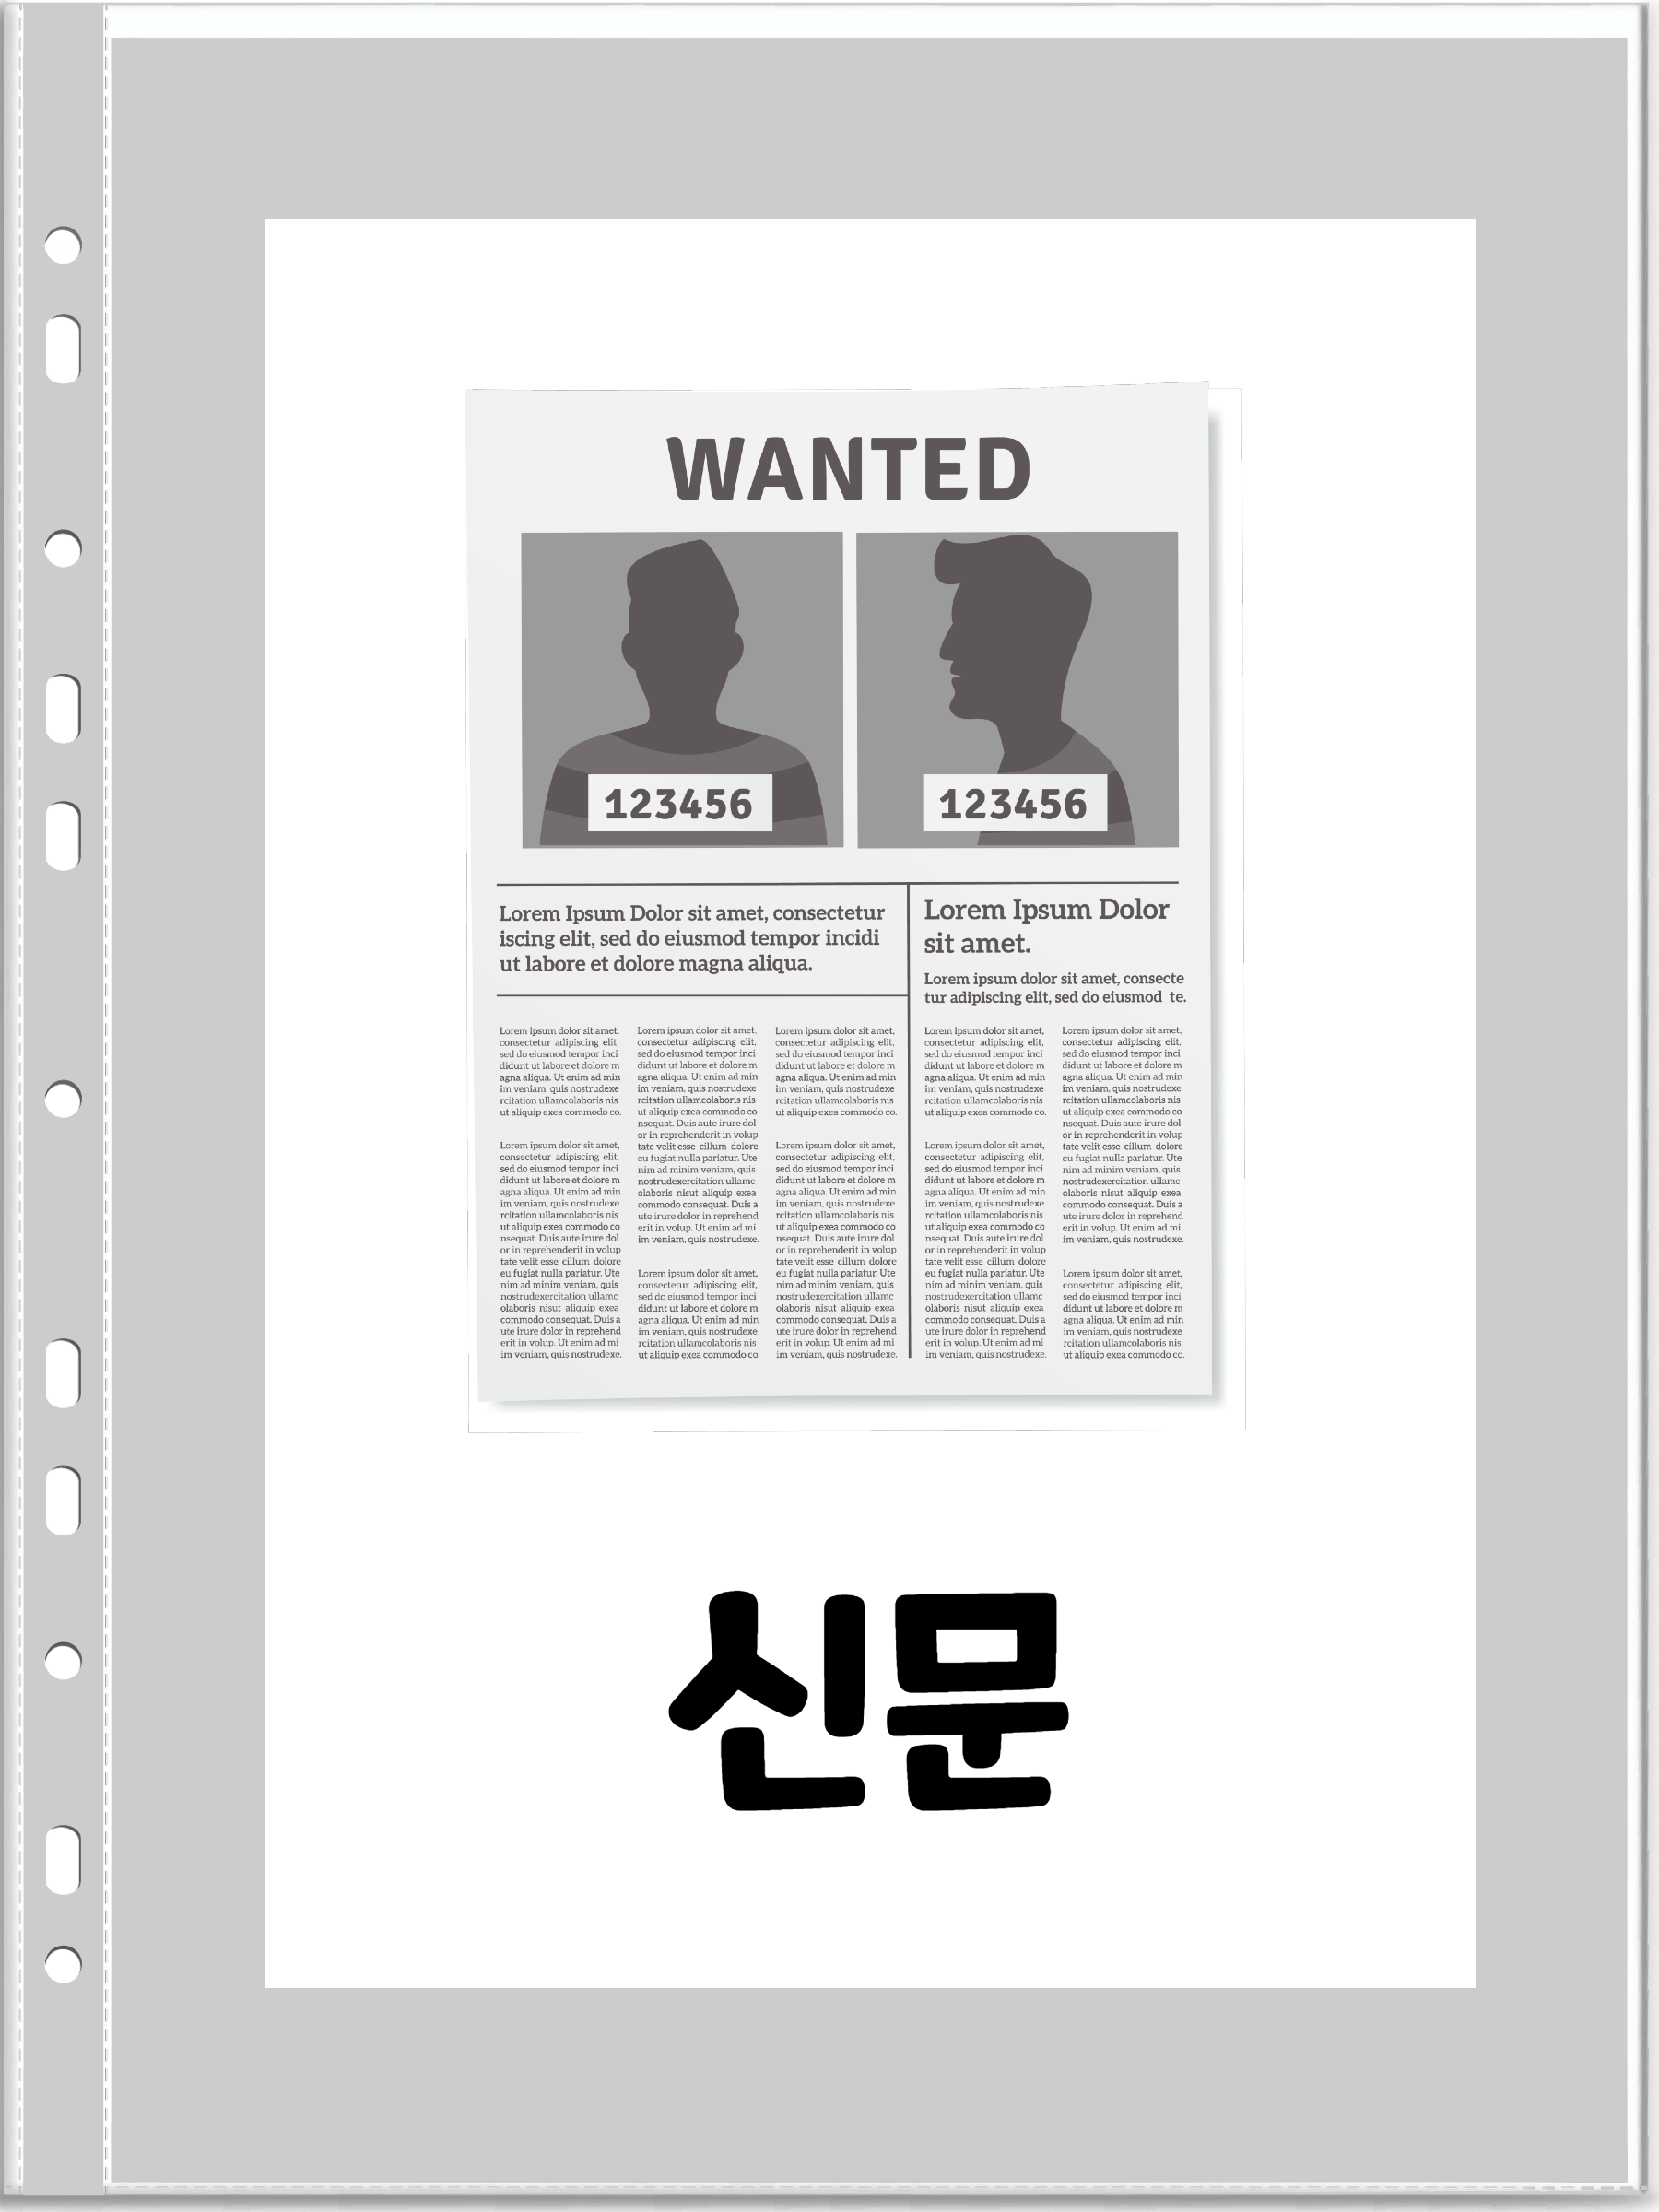 WANTED
123456
123456
Lorem Ipsum Dolor sit amet, consectetur
iscing elit, sed do eiusmod tempor incidi
ut labore et dolore magna aliqua.
Lorem Ipsum Dolor
sit amet.
Lorem ipsum dolor sit amet, consecte
tur adipiscing elit, sed do eiusmod te.
Lorem ipsum dolor sit amet,
consectetur adipiscing elit,
sed do eiusmod tempor inci
didunt ut labore et dolore m
agna aliqua. Ut enim ad min
im veniam, quis nostrudexe
rcitation ullamcolaboris nis
ut aliquip exea commodo co.
Lorem ipsum dolor sit amet,
consectetur adipiscing elit,
sed do eiusmod tempor inci
didunt ut labore et dolore m
agna aliqua. Ut enim ad min
im veniam, quis nostrudexe
rcitation ullamcolaboris nis
ut aliquip exea commodo co
nsequat. Duis aute irure dol
or in reprehenderit in volup
tate velit esse cillum dolore
eu fugiat nulla pariatur. Ute
nim ad minim veniam, quis
nostrudexercitation ullamc
olaboris nisut aliquip exea
commodo consequat. Duis a
ute irure dolor in reprehend
erit in volup. Ut enim ad mi
im veniam, quis nostrudexe.
Lorem ipsum dolor sit amet,
consectetur adipiscing elit,
sed do eiusmod tempor inci
didunt ut labore et dolore m
agna aliqua. Ut enim ad min
im veniam, quis nostrudexe
rcitation ullamcolaboris nis
ut aliquip exea commodo co
nsequat. Duis aute irure dol
or in reprehenderit in volup
tate velit esse cillum dolore
eu fugiat nulla pariatur. Ute
nim ad minim veniam, quis
nostrudexercitation ullamc
olaboris nisut aliquip exea
commodo consequat. Duis a
ute irure dolor in reprehend
erit in volup. Ut enim ad mi
im veniam, quis nostrudexe.
Lorem ipsum dolor sit amet,
consectetur adipiscing elit,
sed do eiusmod tempor inci
didunt ut labore et dolore m
agna aliqua. Ut enim ad min
im veniam, quis nostrudexe
rcitation ullamcolaboris nis
ut aliquip exea commodo co.
Lorem ipsum dolor sit amet,
consectetur adipiscing elit,
sed do eiusmod tempor inci
didunt ut labore et dolore m
agna aliqua. Ut enim ad min
im veniam, quis nostrudexe
rcitation ullamcolaboris nis
ut aliquip exea commodo co.
Lorem ipsum dolor sit amet,
consectetur adipiscing elit,
sed do eiusmod tempor inci
didunt ut labore et dolore m
agna aliqua. Ut enim ad min
im veniam, quis nostrudexe
rcitation ullamcolaboris nis
ut aliquip exea commodo co
nsequat. Duis aute irure dol
or in reprehenderit in volup
tate velit esse cillum dolore
eu fugiat nulla pariatur. Ute
nim ad minim veniam, quis
nostrudexercitation ullamc
olaboris nisut aliquip exea
commodo consequat. Duis a
ute irure dolor in reprehend
erit in volup. Ut enim ad mi
im veniam, quis nostrudexe.
Lorem ipsum dolor sit amet,
consectetur adipiscing elit,
sed do eiusmod tempor inci
didunt ut labore et dolore m
agna aliqua. Ut enim ad min
im veniam, quis nostrudexe
rcitation ullamcolaboris nis
ut aliquip exea commodo co.
Lorem ipsum dolor sit amet,
consectetur adipiscing elit,
sed do eiusmod tempor inci
didunt ut labore et dolore m
agna aliqua. Ut enim ad min
im veniam, quis nostrudexe
rcitation ullamcolaboris nis
ut aliquip exea commodo co
nsequat. Duis aute irure dol
or in reprehenderit in volup
tate velit esse cillum dolore
eu fugiat nulla pariatur. Ute
nim ad minim veniam, quis
nostrudexercitation ullamc
olaboris nisut aliquip exea
commodo consequat. Duis a
ute irure dolor in reprehend
erit in volup. Ut enim ad mi
im veniam, quis nostrudexe.
Lorem ipsum dolor sit amet,
consectetur adipiscing elit,
sed do eiusmod tempor inci
didunt ut labore et dolore m
agna aliqua. Ut enim ad min
im veniam, quis nostrudexe
rcitation ullamcolaboris nis
ut aliquip exea commodo co
nsequat. Duis aute irure dol
or in reprehenderit in volup
tate velit esse cillum dolore
eu fugiat nulla pariatur. Ute
nim ad minim veniam, quis
nostrudexercitation ullamc
olaboris nisut aliquip exea
commodo consequat. Duis a
ute irure dolor in reprehend
erit in volup. Ut enim ad mi
im veniam, quis nostrudexe.
Lorem ipsum dolor sit amet,
consectetur adipiscing elit,
sed do eiusmod tempor inci
didunt ut labore et dolore m
agna aliqua. Ut enim ad min
im veniam, quis nostrudexe
rcitation ullamcolaboris nis
ut aliquip exea commodo co.
신문